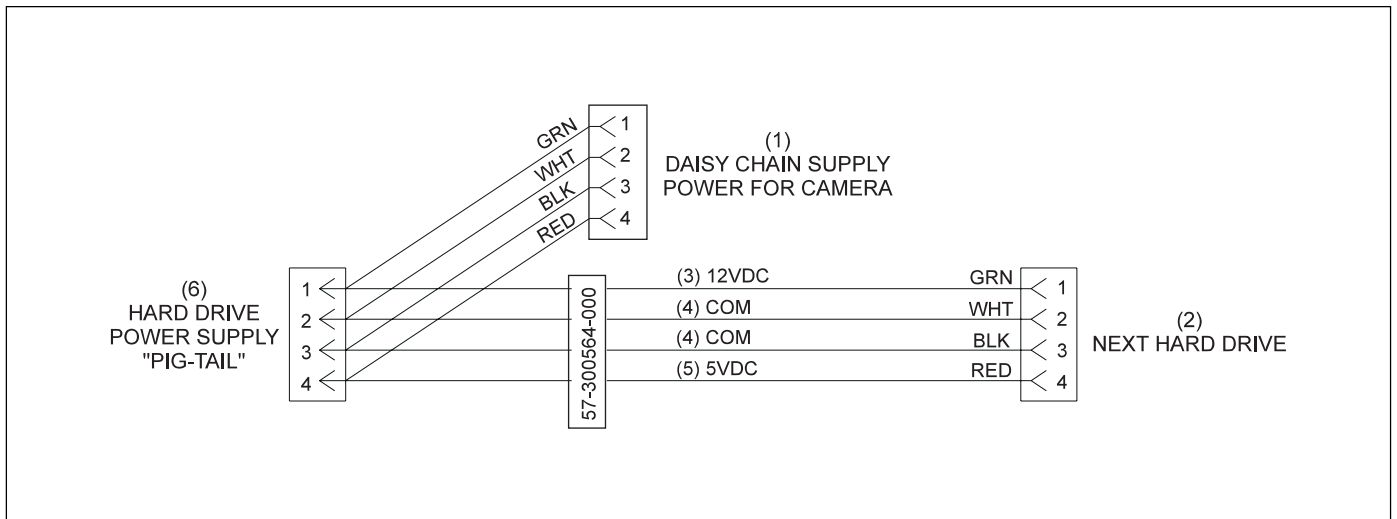 GRN 1
WHT 2
BLK 3
RED 4
(1)
DAISY CHAIN SUPPLY
POWER FOR CAMERA
(6)
HARD DRIVE
POWER SUPPLY
"PIG-TAIL"
1
2
3
4
57-300564-000
(3) 12VDC GRN 1
(4) COM WHT 2
(4) COM BLK 3
(5) 5VDC RED 4
(2)
NEXT HARD DRIVE